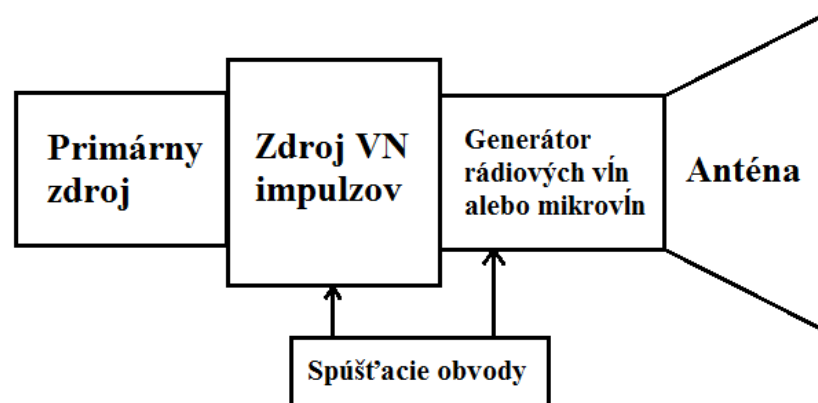 Primárny
zdroj
Zdroj VN
impulzov
Generátor
rádiových vĺn
alebo mikrovĺn
Anténa
Spúšťacie obvody